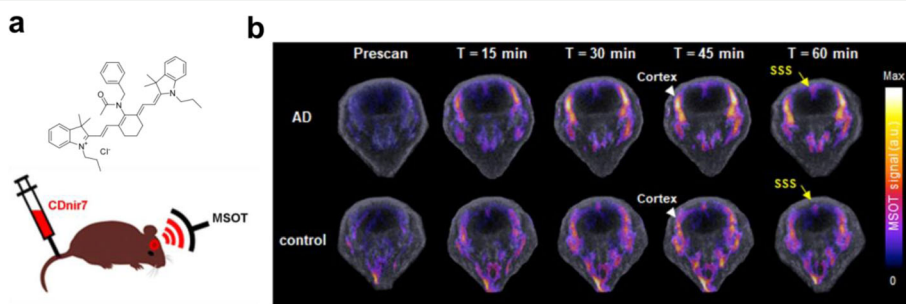 a
b
Prescan
T = 15 min
T = 30 min
T = 45 min
T = 60 min
Cortex
SSS
Max
AD
O
N
N
N+
Cl-
CDnir7
MSOT
Cortex
SSS
control
MSOT signal (a.u.)
0